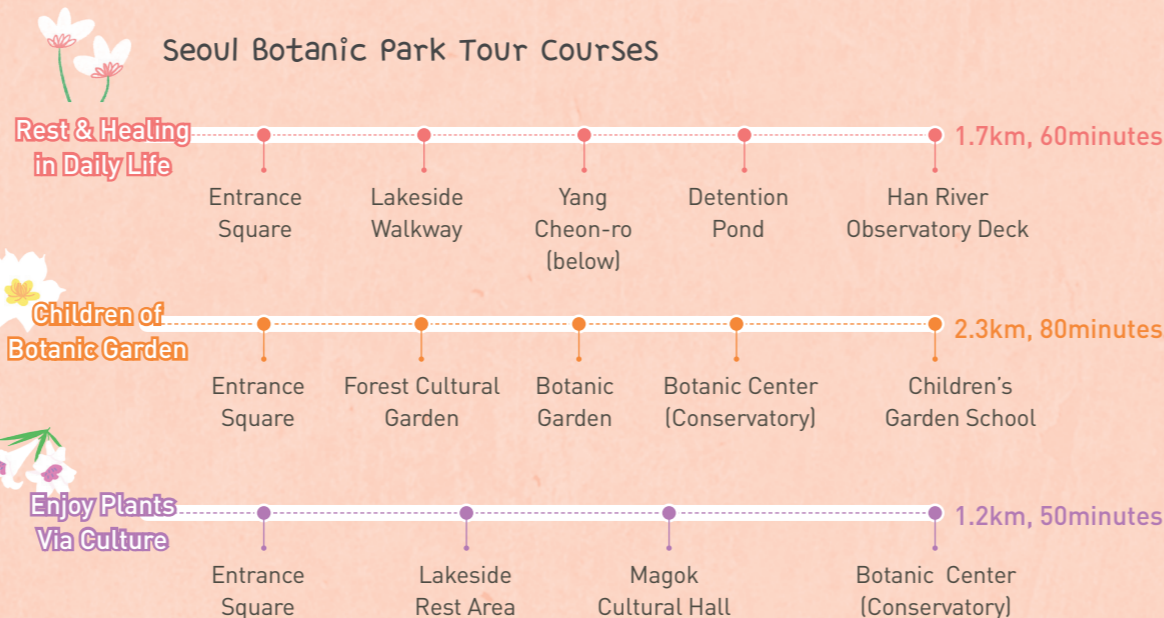 Seoul Botanic Park Tour Courses
Rest & Healing
in Daily Life
1.7km, 60minutes
Entrance
Square
Lakeside
Walkway
Yang
Cheon-ro
(below)
Detention
Pond
Han River
Observatory Deck
Children of
Botanic Garden
2.3km, 80minutes
Entrance
Square
Forest Cultural
Garden
Botanic
Garden
Botanic Center
(Conservatory)
Children's
Garden School
Enjoy Plants
Via Culture
1.2km, 50minutes
Entrance
Square
Lakeside
Rest Area
Magok
Cultural Hall
Botanic Center
(Conservatory)